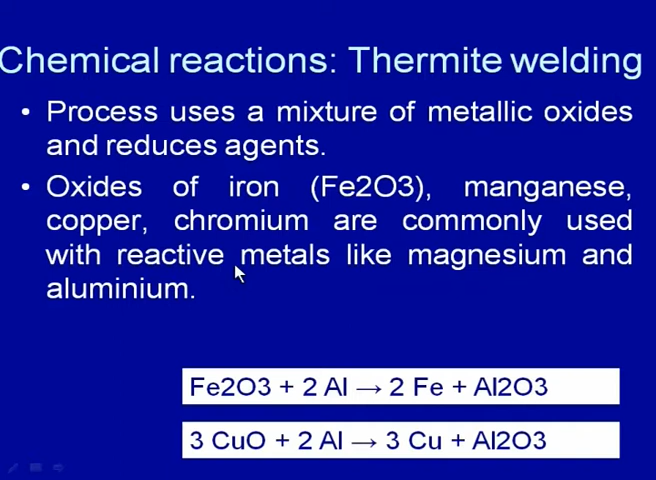 Chemical reactions: Thermite welding
• Process uses a mixture of metallic oxides
and reduces agents.
• Oxides of iron (Fe2O3), manganese,
copper, chromium are commonly used
with reactive metals like magnesium and
aluminium.
Fe2O3 + 2 Al → 2 Fe + Al2O3
3 CuO + 2 Al → 3 Cu + Al2O3